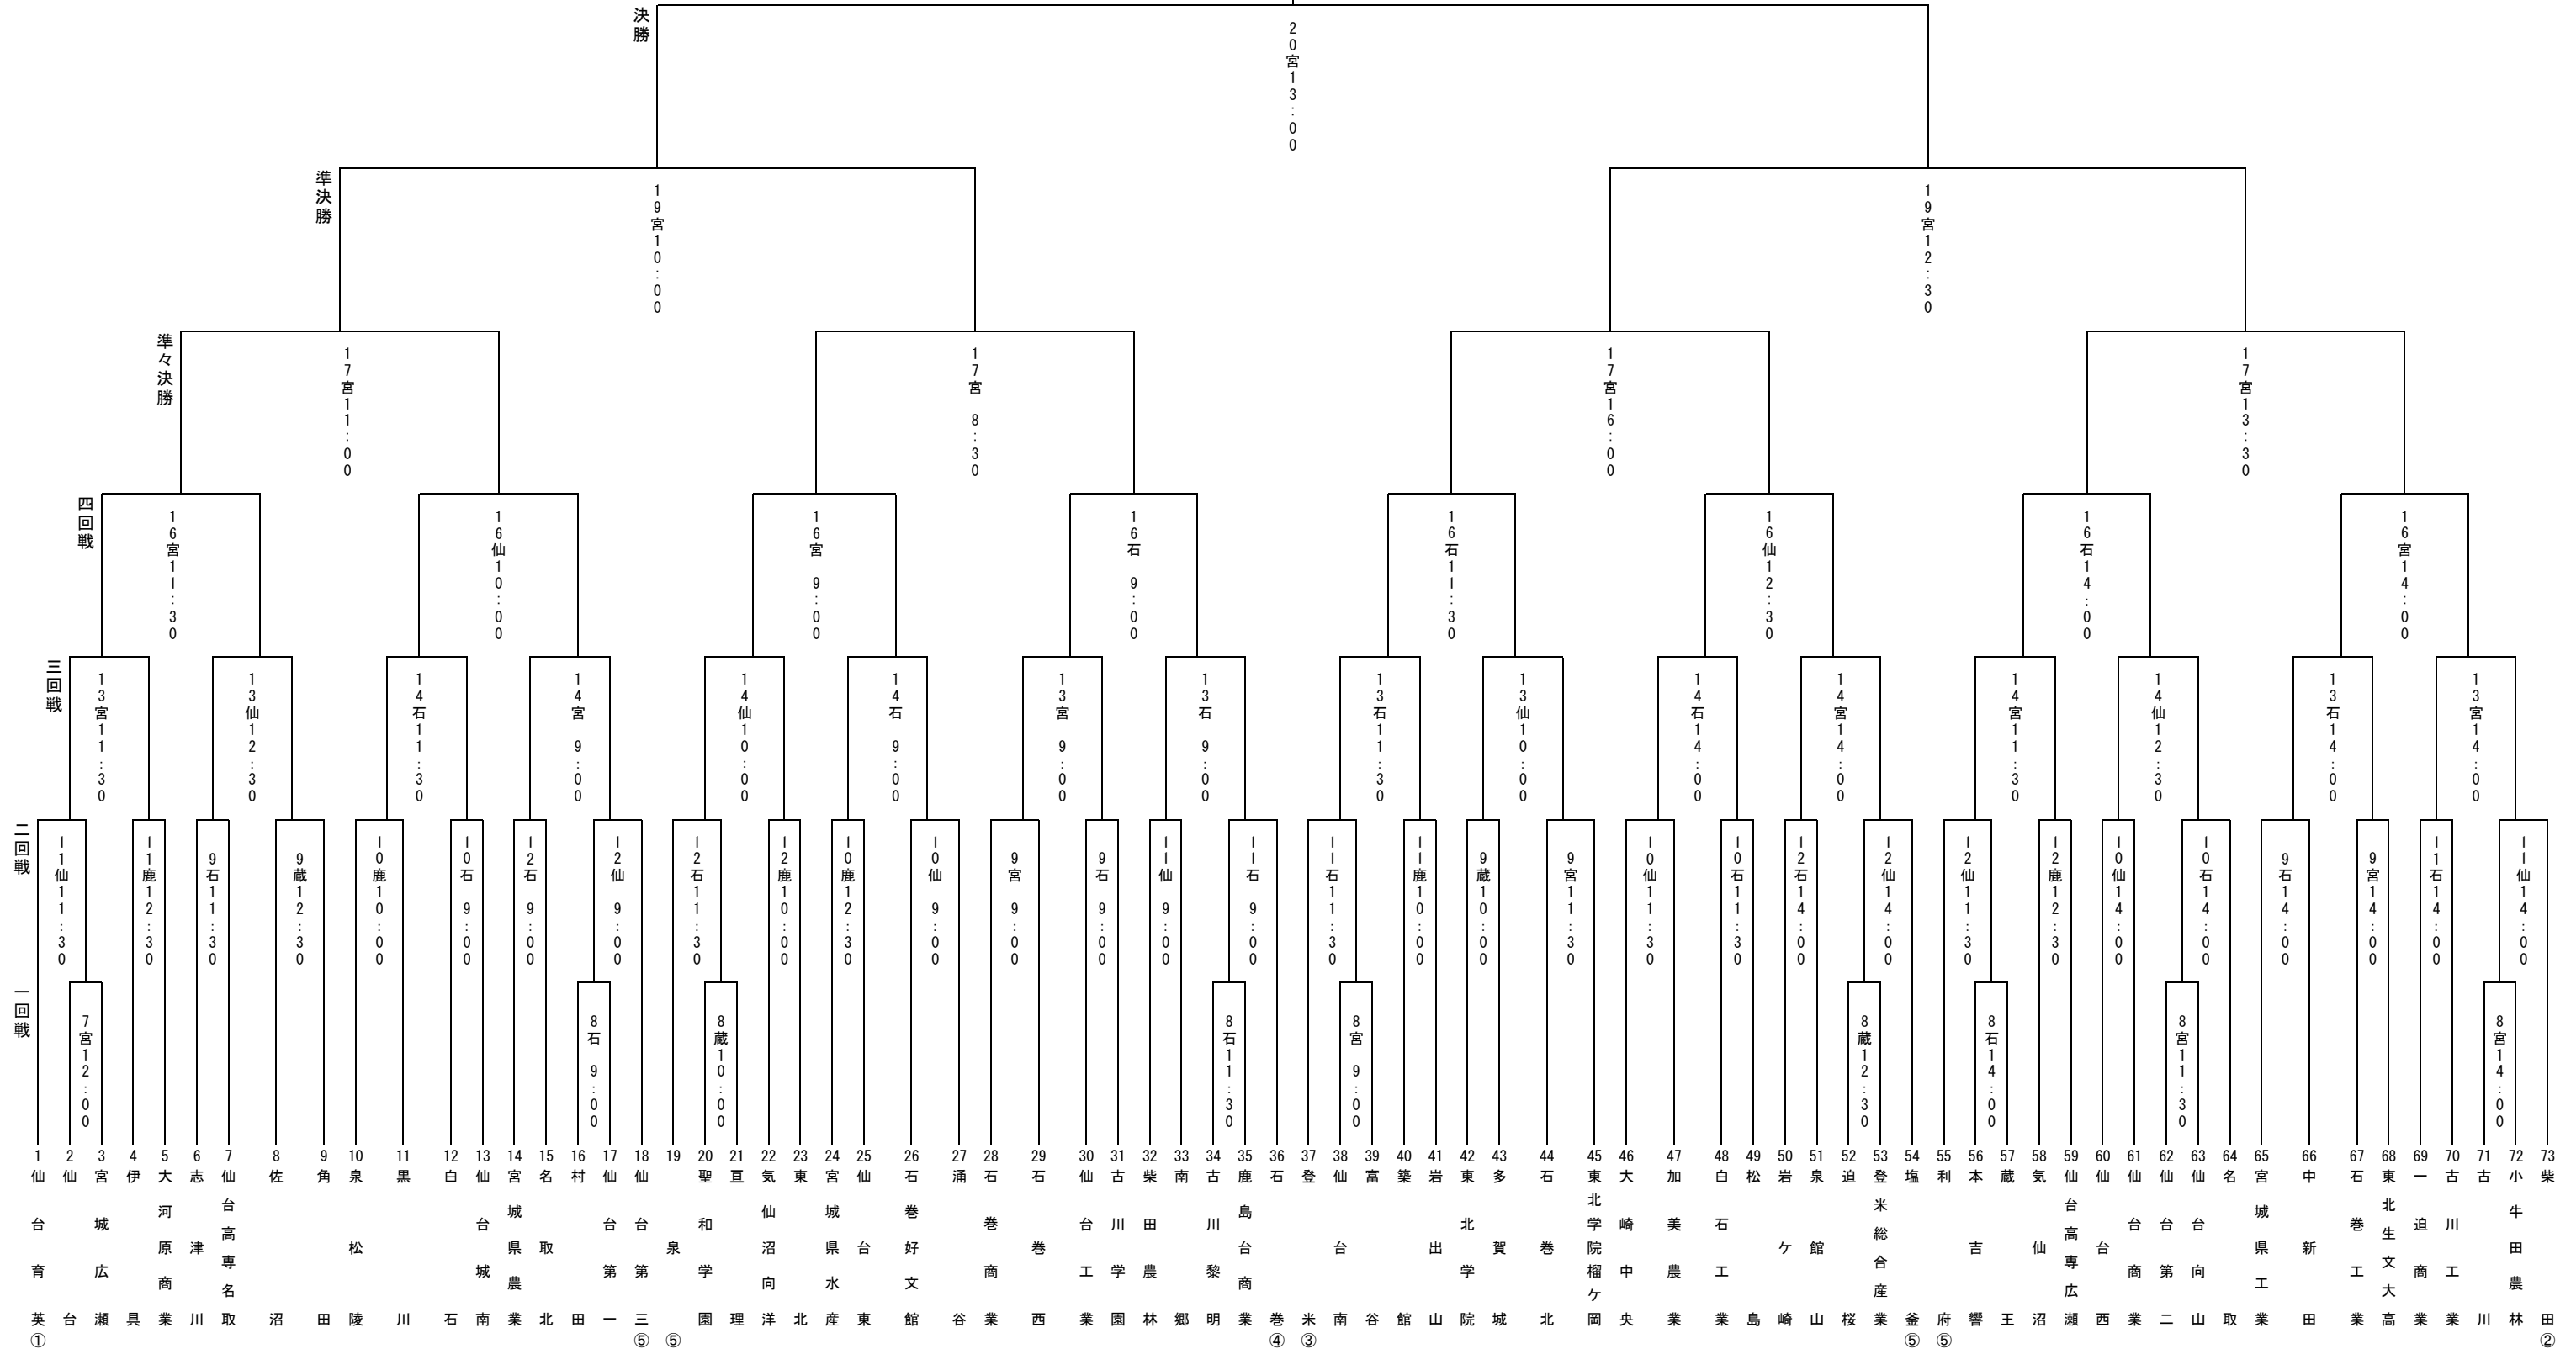 決勝
20宮13:00
準決勝
19宮10:00
19宮12:30
準々決勝
17宮11:00
17宮 8:30
17宮16:00
17宮13:30
四回戦
16宮11:30
16仙10:00
16宮 9:00
16石 9:00
16石11:30
16仙12:30
16石14:00
16宮14:00
三回戦
13宮11:30
13仙12:30
14石11:30
14宮 9:00
14仙10:00
14石 9:00
13宮 9:00
13石 9:00
13石11:30
13仙10:00
14石14:00
14宮14:00
14宮11:30
14仙12:30
13石14:00
13宮14:00
二回戦
11仙11:30
11鹿12:30
9石11:30
9蔵12:30
10鹿10:00
10石 9:00
12石 9:00
12仙 9:00
12石11:30
12鹿10:00
10鹿12:30
10仙 9:00
9宮 9:00
9石 9:00
11仙 9:00
11石 9:00
11石11:30
11鹿10:00
9蔵10:00
9宮11:30
10仙11:30
10石11:30
12石14:00
12仙14:00
12仙11:30
12鹿12:30
10仙14:00
10石14:00
9石14:00
9宮14:00
11石14:00
11仙14:00
一回戦
7宮12:00
8石 9:00
8蔵10:00
8石11:30
8宮 9:00
8蔵12:30
8石14:00
8宮11:30
8宮14:00
1 仙台育英 ①
2 仙台
3 宮城広瀬
4 伊具
5 大河原商業
6 志津川
7 仙台高専名取
8 佐沼
9 角田
10 泉松陵
11 黒川
12 白石
13 仙台城南
14 宮城県農業
15 名取北
16 村田
17 仙台第一
18 仙台第三 ⑤
19 泉 ⑤
20 聖和学園
21 亘理
22 気仙沼向洋
23 東北
24 宮城県水産
25 仙台東
26 石巻好文館
27 涌谷
28 石巻商業
29 石巻西
30 仙台工業
31 古川学園
32 柴田農林
33 南郷
34 古川黎明
35 鹿島台商業
36 石巻 ④
37 登米 ③
38 仙台南
39 富谷
40 築館
41 岩出山
42 東北学院
43 多賀城
44 石巻北
45 東北学院榴ケ岡
46 大崎中央
47 加美農業
48 白石工業
49 松島
50 岩ケ崎
51 泉館山
52 迫桜
53 登米総合産業
54 塩釜 ⑤
55 利府 ⑤
56 本吉響
57 蔵王
58 気仙沼
59 仙台高専広瀬
60 仙台西
61 仙台商業
62 仙台第二
63 仙台向山
64 名取
65 宮城県工業
66 中新田
67 石巻工業
68 東北生文大高
69 一迫商業
70 古川工業
71 古川
72 小牛田農林
73 柴田 ②